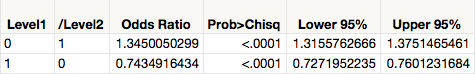 Level1 /Level2 Odds Ratio Prob>Chisq Lower 95% Upper 95%
0 1 1.3450050299 <.0001 1.3155762666 1.3751465461
1 0 0.7434916434 <.0001 0.7271952235 0.7601231684